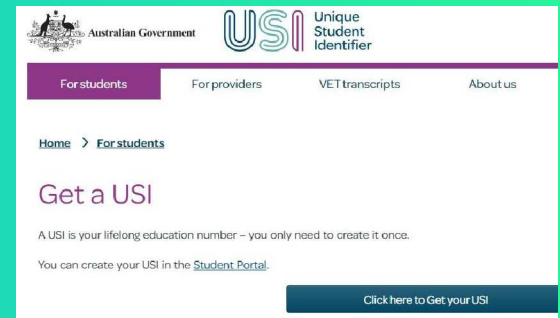 Australian Government
USI
Unique
Student
Identifier
For students
For providers
VET transcripts
About us
Home > For students
Get a USI
A USI is your lifelong education number – you only need to create it once.
You can create your USI in the Student Portal.
Click here to Get your USI